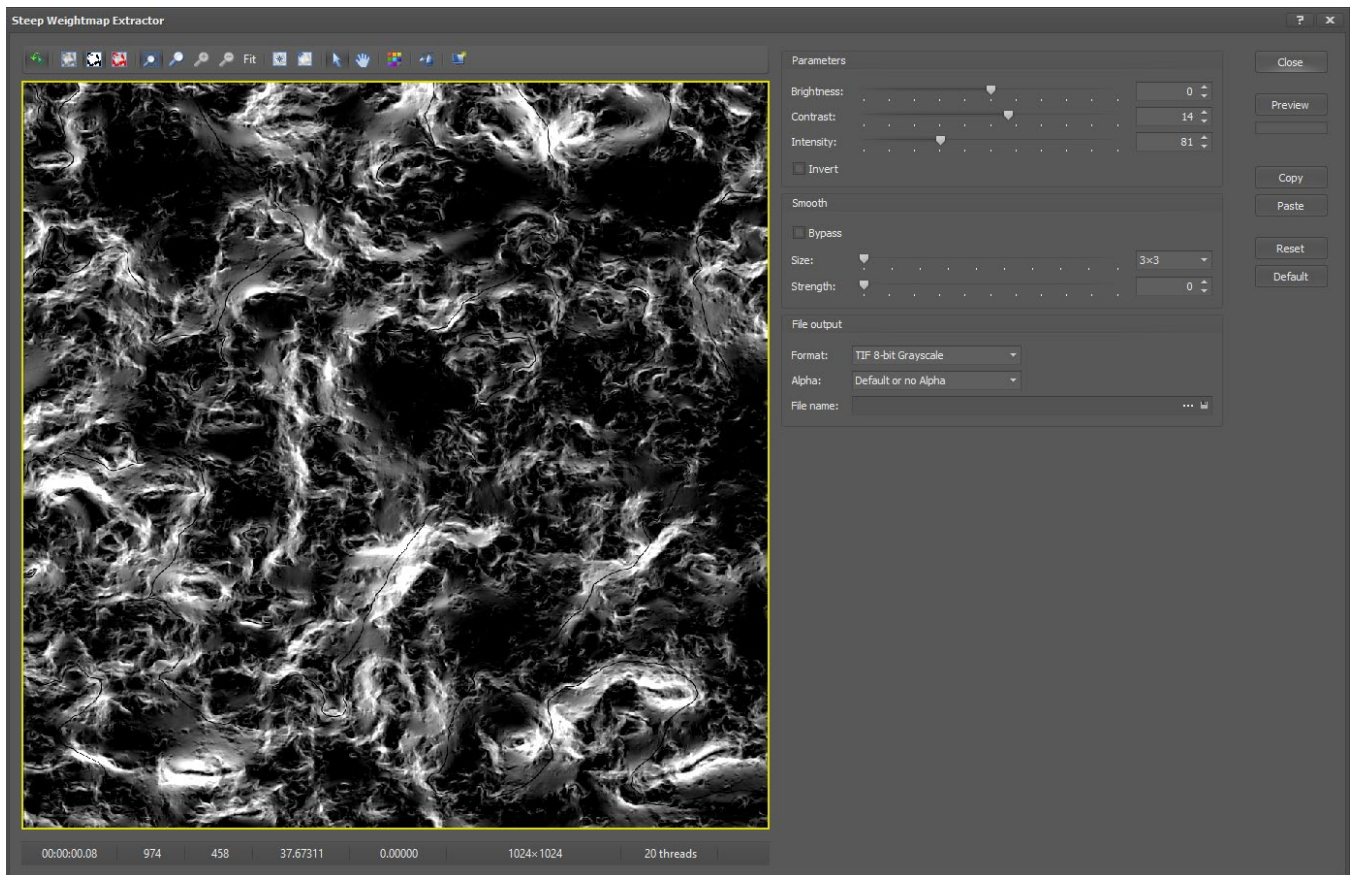 Steep Weightmap Extractor
Fit
Parameters
Brightness: 0
Contrast: 14
Intensity: 81
Invert
Smooth
Bypass
Size: 3×3
Strength: 0
File output
Format: TIF 8-bit Grayscale
Alpha: Default or no Alpha
File name:
Close
Preview
Copy
Paste
Reset
Default
00:00:00.08 974 458 37.67311 0.00000 1024×1024 20 threads